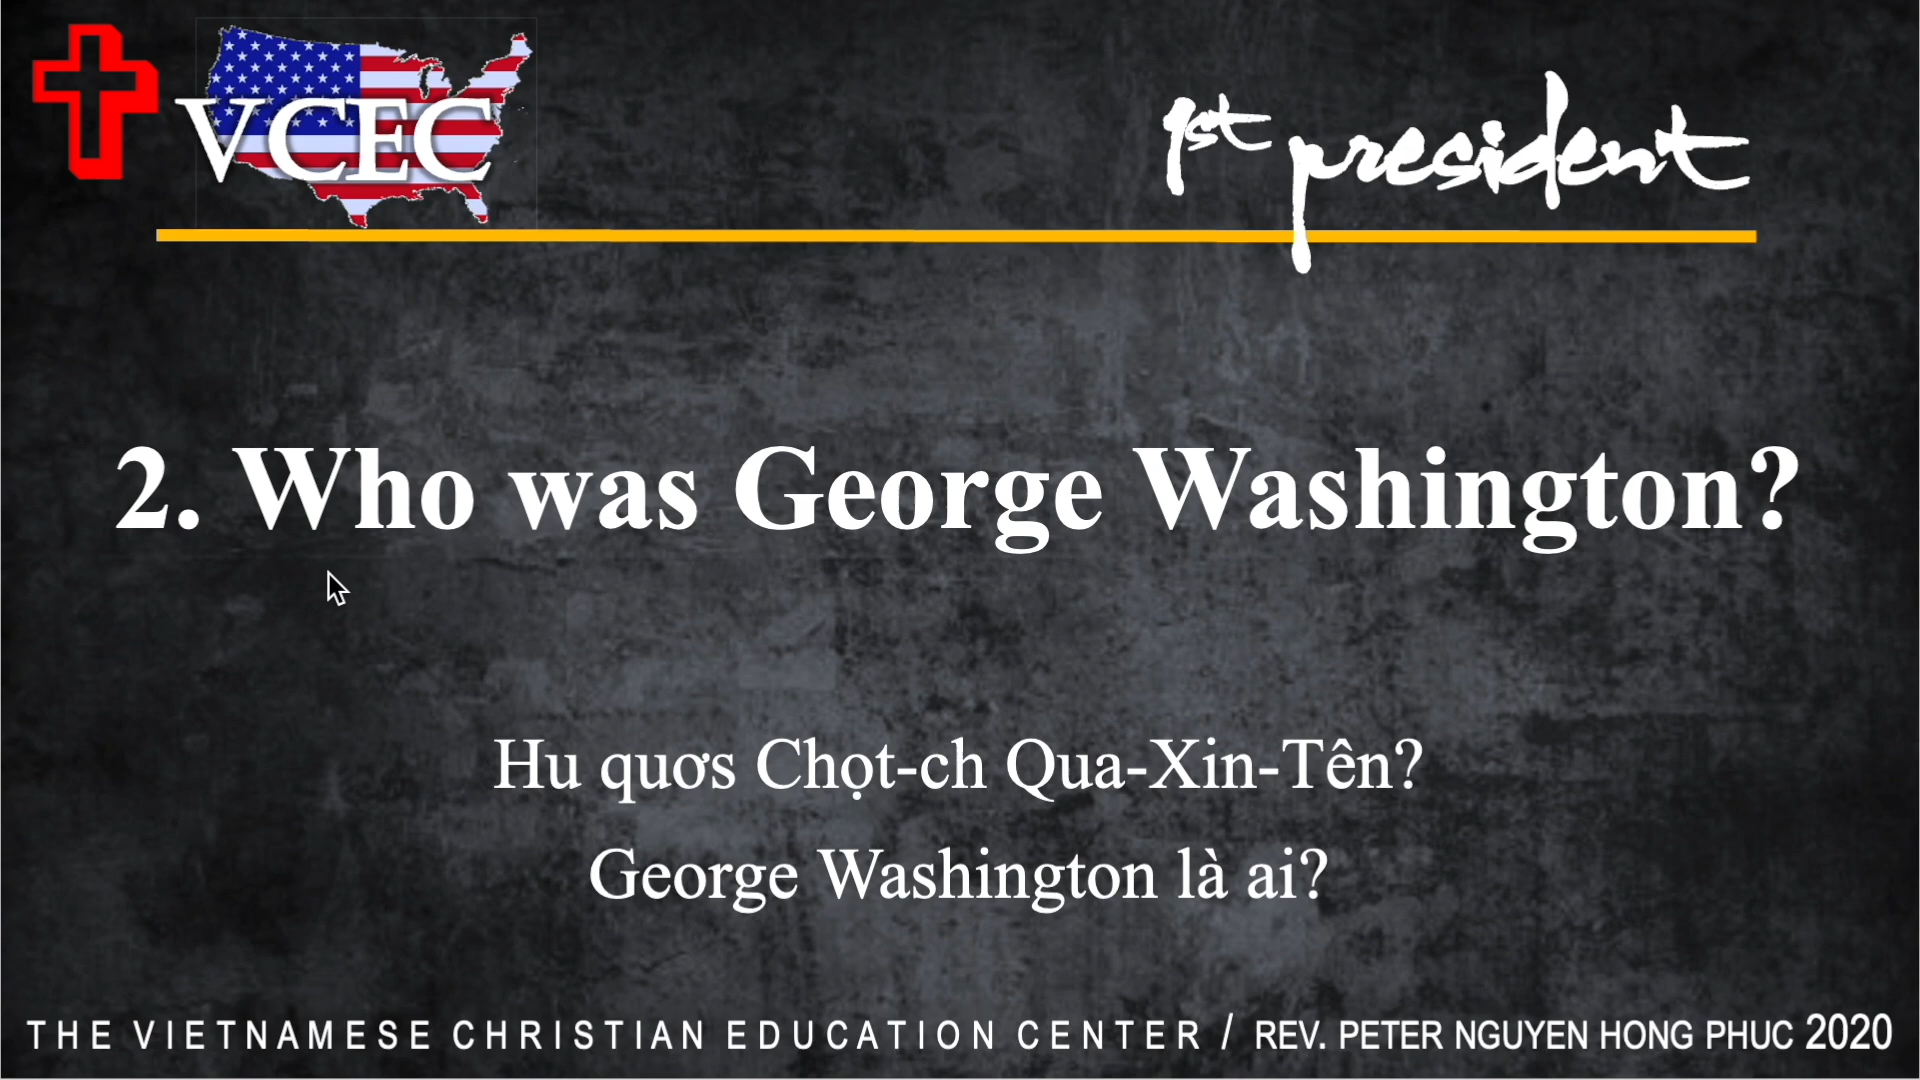 VCEC
1st president
2. Who was George Washington?
Hu quơs Chọt-ch Qua-Xin-Tên?
George Washington là ai?
THE VIETNAMESE CHRISTIAN EDUCATION CENTER / REV. PETER NGUYEN HONG PHUC 2020